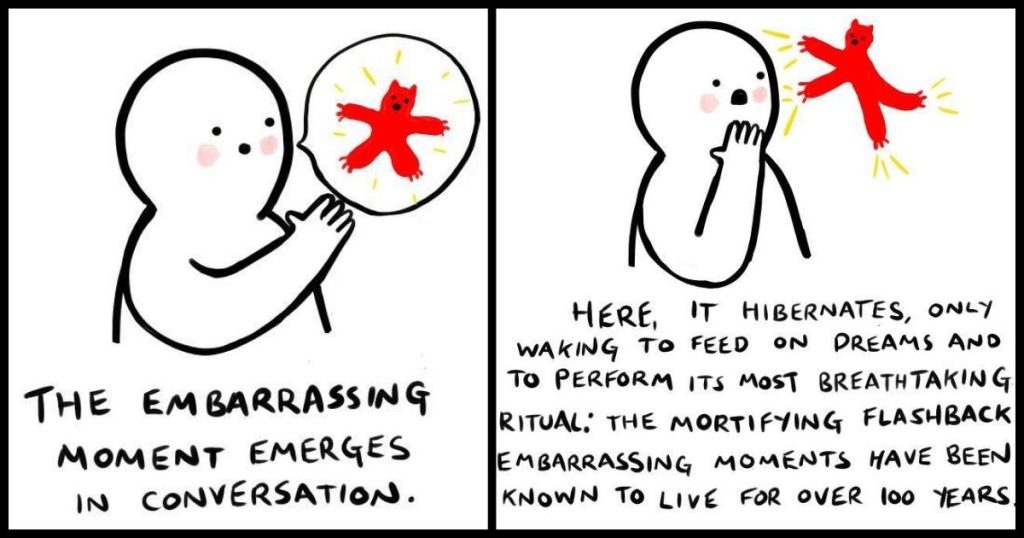 THE EMBARRASSING
MOMENT EMERGES
IN CONVERSATION.
HERE, IT HIBERNATES, ONLY
WAKING TO FEED ON DREAMS AND
TO PERFORM ITS MOST BREATHTAKING
RITUAL: THE MORTIFYING FLASHBACK
EMBARRASSING MOMENTS HAVE BEEN
KNOWN TO LIVE FOR OVER 100 YEARS.